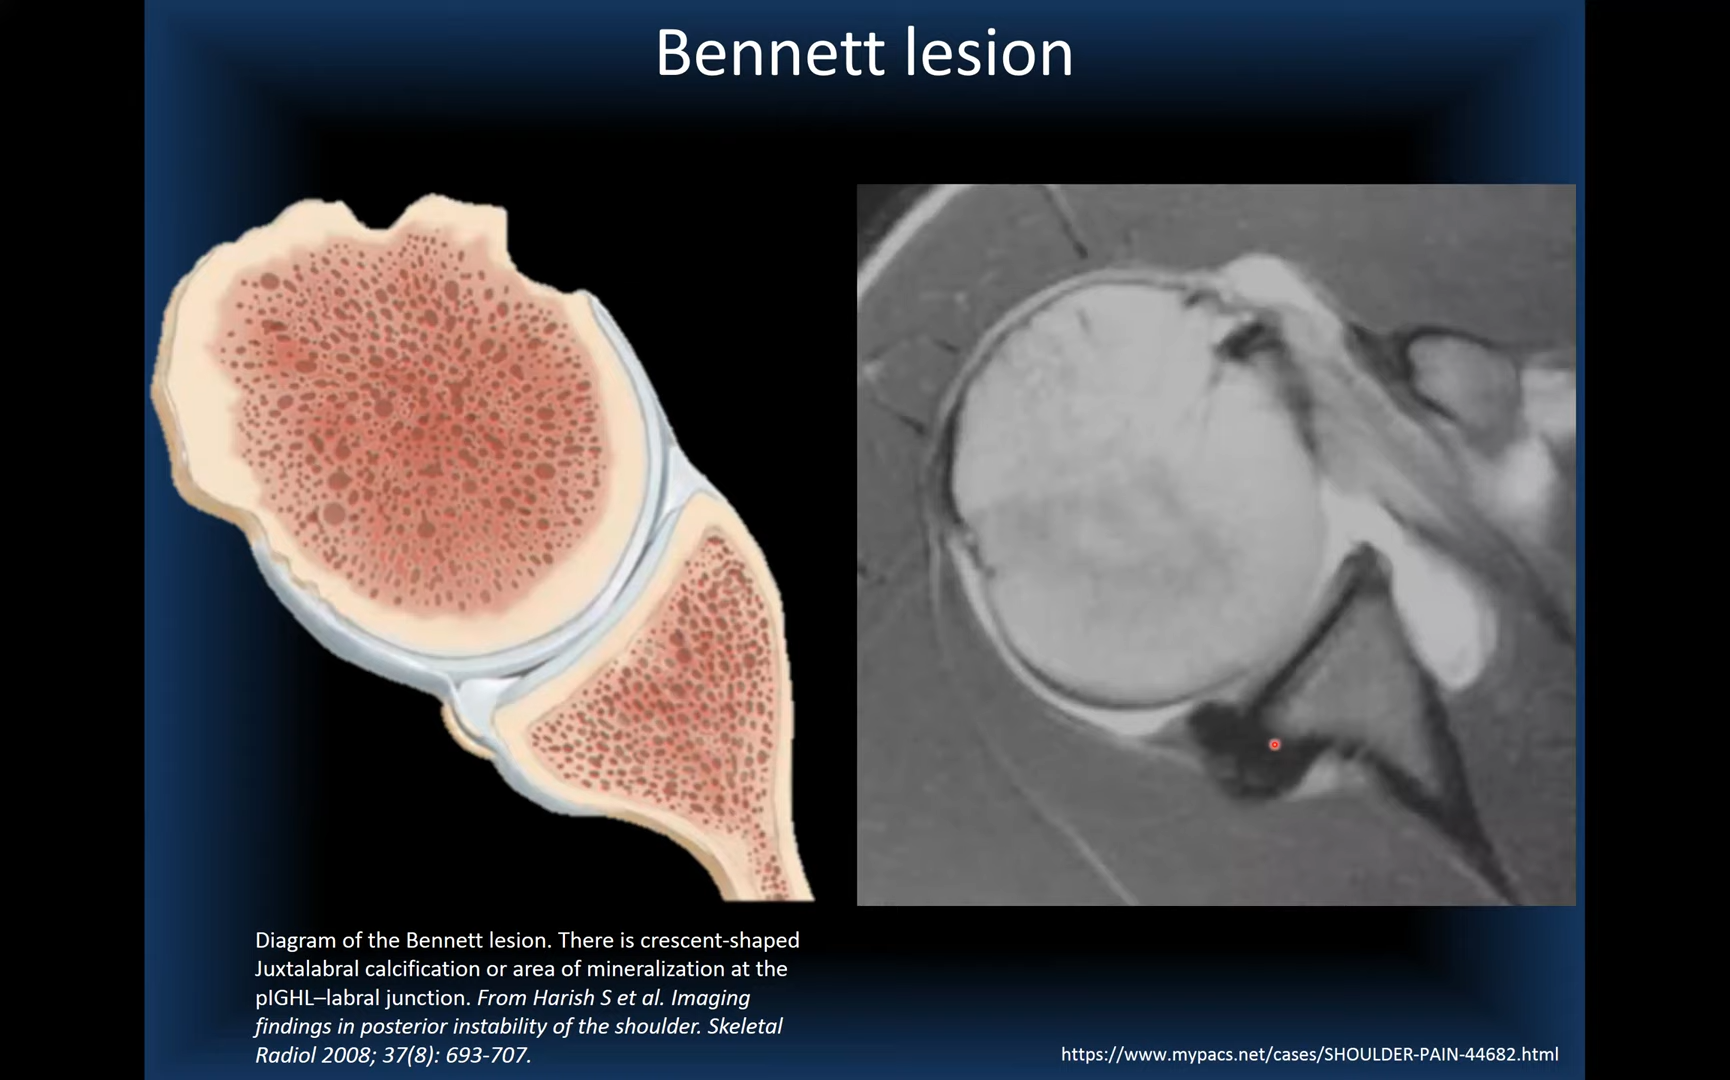 Bennett lesion
Diagram of the Bennett lesion. There is crescent-shaped
Juxtalabral calcification or area of mineralization at the
pIGHL–labral junction. From Harish S et al. Imaging
findings in posterior instability of the shoulder. Skeletal
Radiol 2008; 37(8): 693-707.
https://www.mypacs.net/cases/SHOULDER-PAIN-44682.html